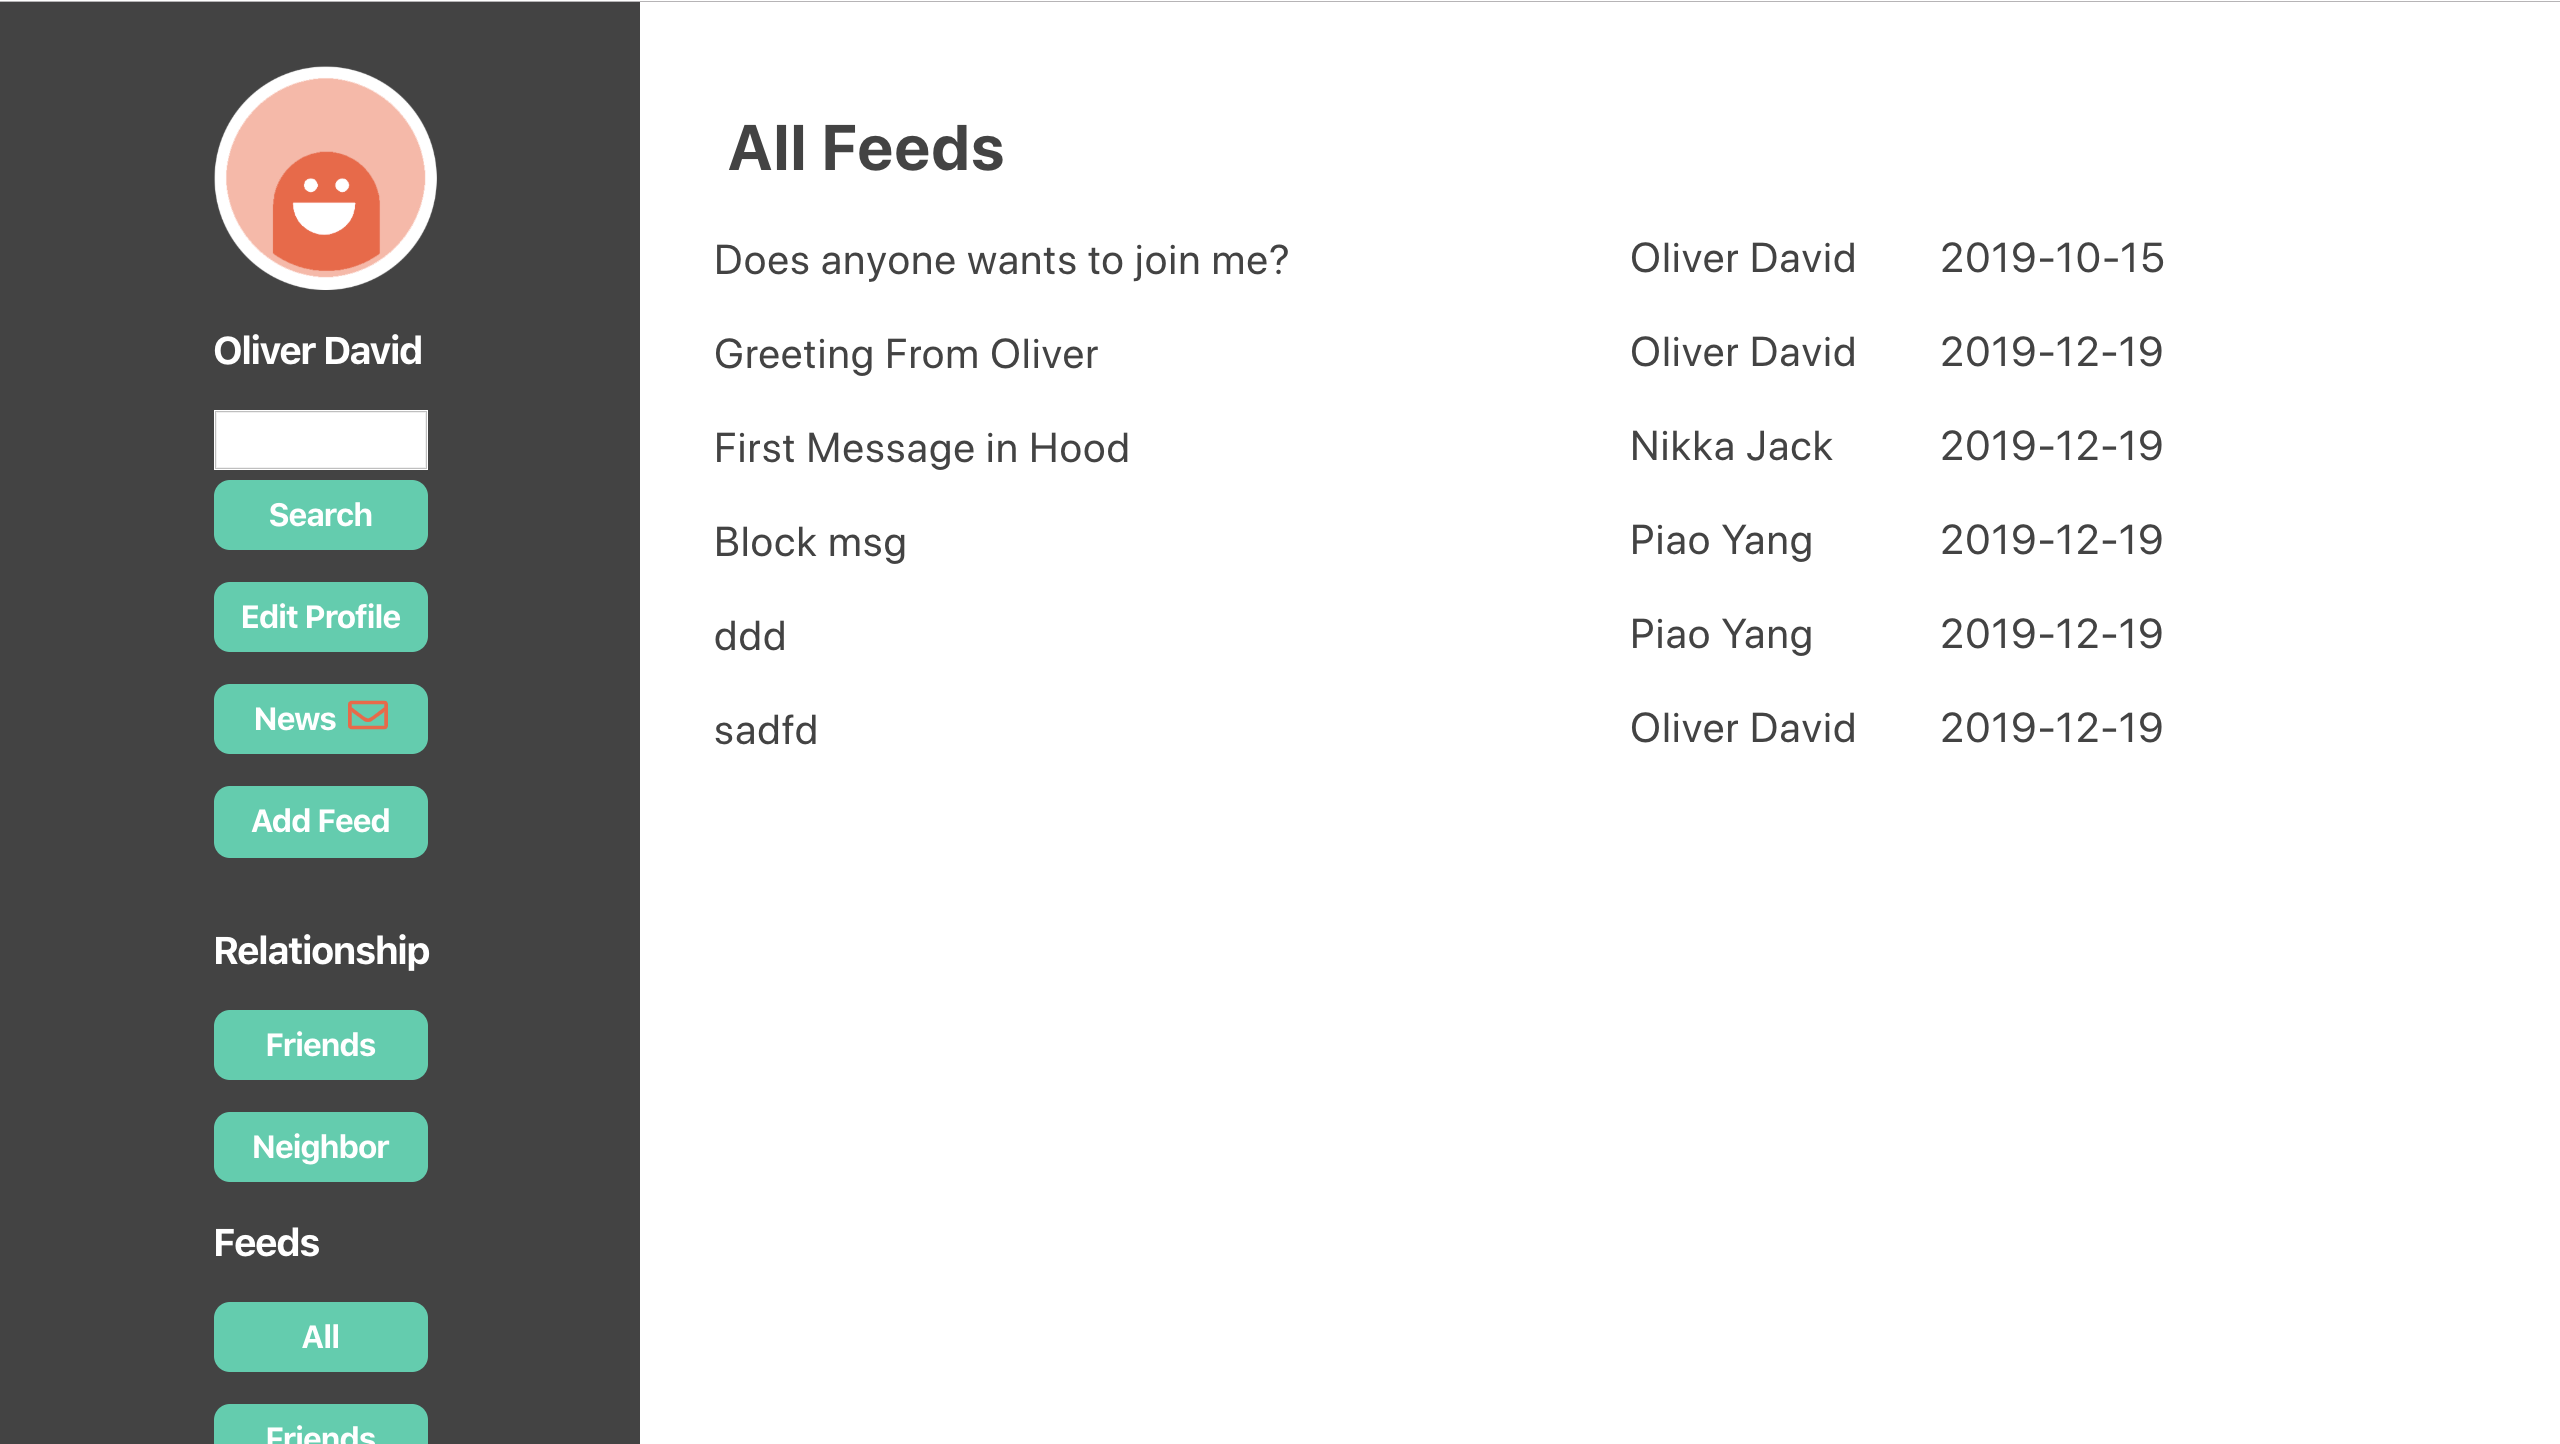 Oliver David
Search
Edit Profile
News
Add Feed
Relationship
Friends
Neighbor
Feeds
All
Friends
All Feeds
Does anyone wants to join me? Oliver David 2019-10-15
Greeting From Oliver Oliver David 2019-12-19
First Message in Hood Nikka Jack 2019-12-19
Block msg Piao Yang 2019-12-19
ddd Piao Yang 2019-12-19
sadfd Oliver David 2019-12-19